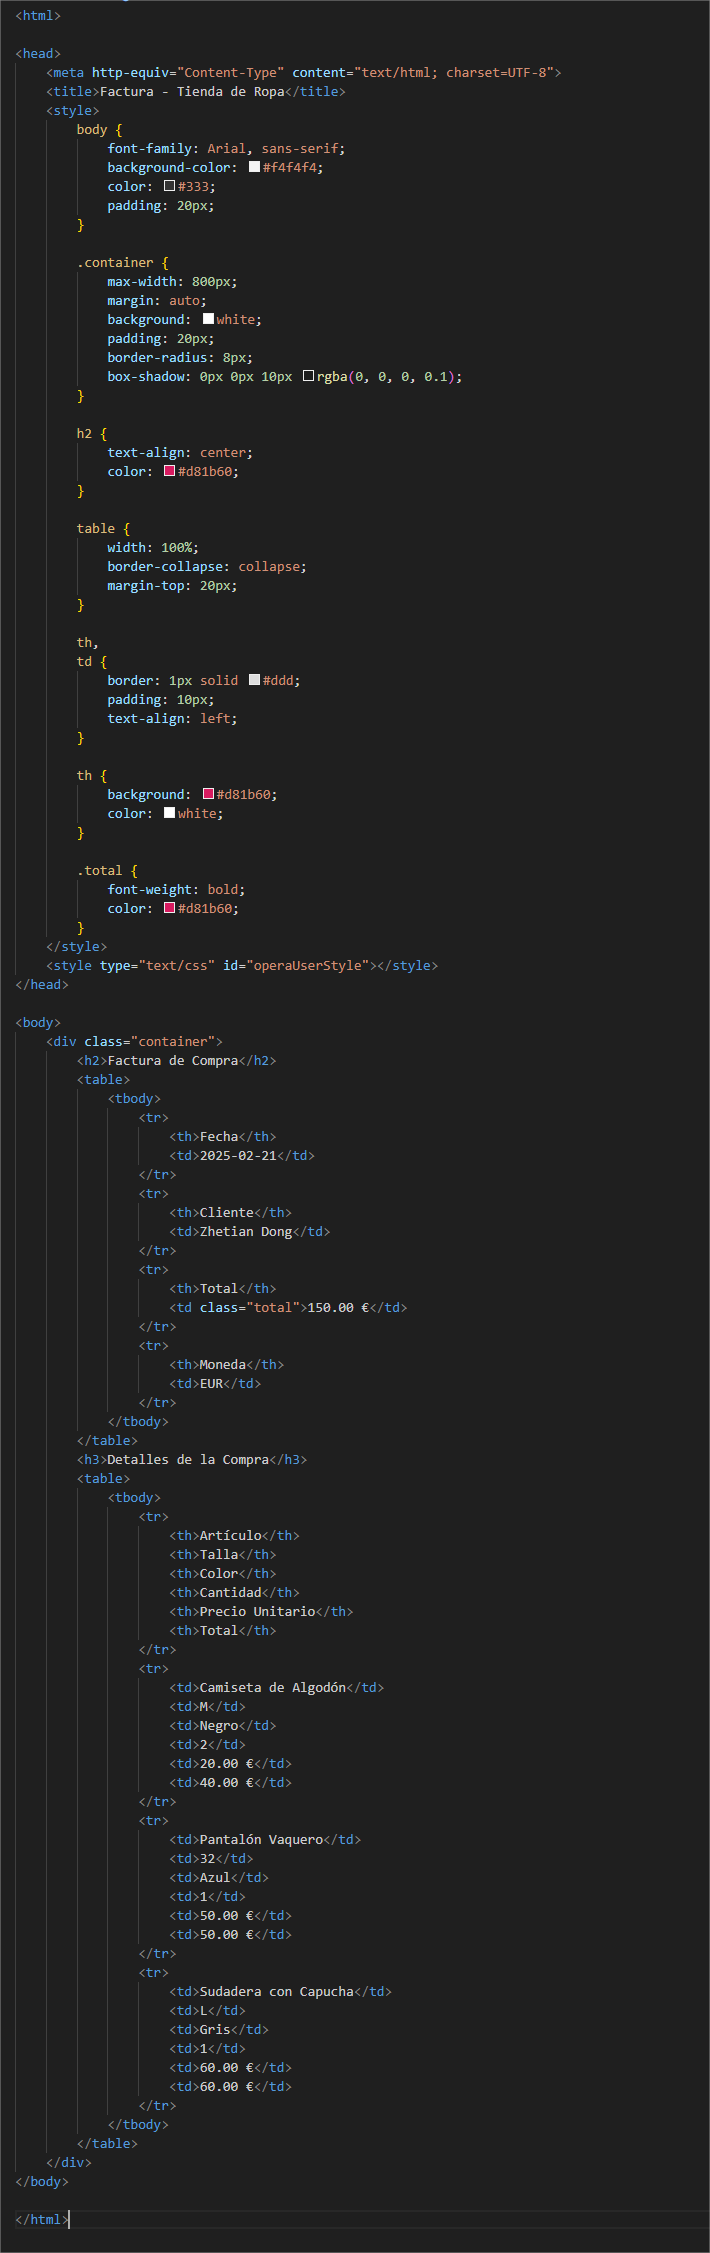 <html>
<head>
<meta http-equiv="Content-Type" content="text/html; charset=UTF-8">
<title>Factura - Tienda de Ropa</title>
<style>
body {
font-family: Arial, sans-serif;
background-color: #f4f4f4;
color: #333;
padding: 20px;
}
.container {
max-width: 800px;
margin: auto;
background: white;
padding: 20px;
border-radius: 8px;
box-shadow: 0px 0px 10px rgba(0, 0, 0, 0.1);
}
h2 {
text-align: center;
color: #d81b60;
}
table {
width: 100%;
border-collapse: collapse;
margin-top: 20px;
}
th,
td {
border: 1px solid #ddd;
padding: 10px;
text-align: left;
}
th {
background: #d81b60;
color: white;
}
.total {
font-weight: bold;
color: #d81b60;
}
</style>
<style type="text/css" id="operaUserStyle"></style>
</head>
<body>
<div class="container">
<h2>Factura de Compra</h2>
<table>
<tbody>
<tr>
<th>Fecha</th>
<td>2025-02-21</td>
</tr>
<tr>
<th>Cliente</th>
<td>Zhetian Dong</td>
</tr>
<tr>
<th>Total</th>
<td class="total">150.00 €</td>
</tr>
<tr>
<th>Moneda</th>
<td>EUR</td>
</tr>
</tbody>
</table>
<h3>Detalles de la Compra</h3>
<table>
<tbody>
<tr>
<th>Artículo</th>
<th>Talla</th>
<th>Color</th>
<th>Cantidad</th>
<th>Precio Unitario</th>
<th>Total</th>
</tr>
<tr>
<td>Camiseta de Algodón</td>
<td>M</td>
<td>Negro</td>
<td>2</td>
<td>20.00 €</td>
<td>40.00 €</td>
</tr>
<tr>
<td>Pantalón Vaquero</td>
<td>32</td>
<td>Azul</td>
<td>1</td>
<td>50.00 €</td>
<td>50.00 €</td>
</tr>
<tr>
<td>Sudadera con Capucha</td>
<td>L</td>
<td>Gris</td>
<td>1</td>
<td>60.00 €</td>
<td>60.00 €</td>
</tr>
</tbody>
</table>
</div>
</body>
</html>